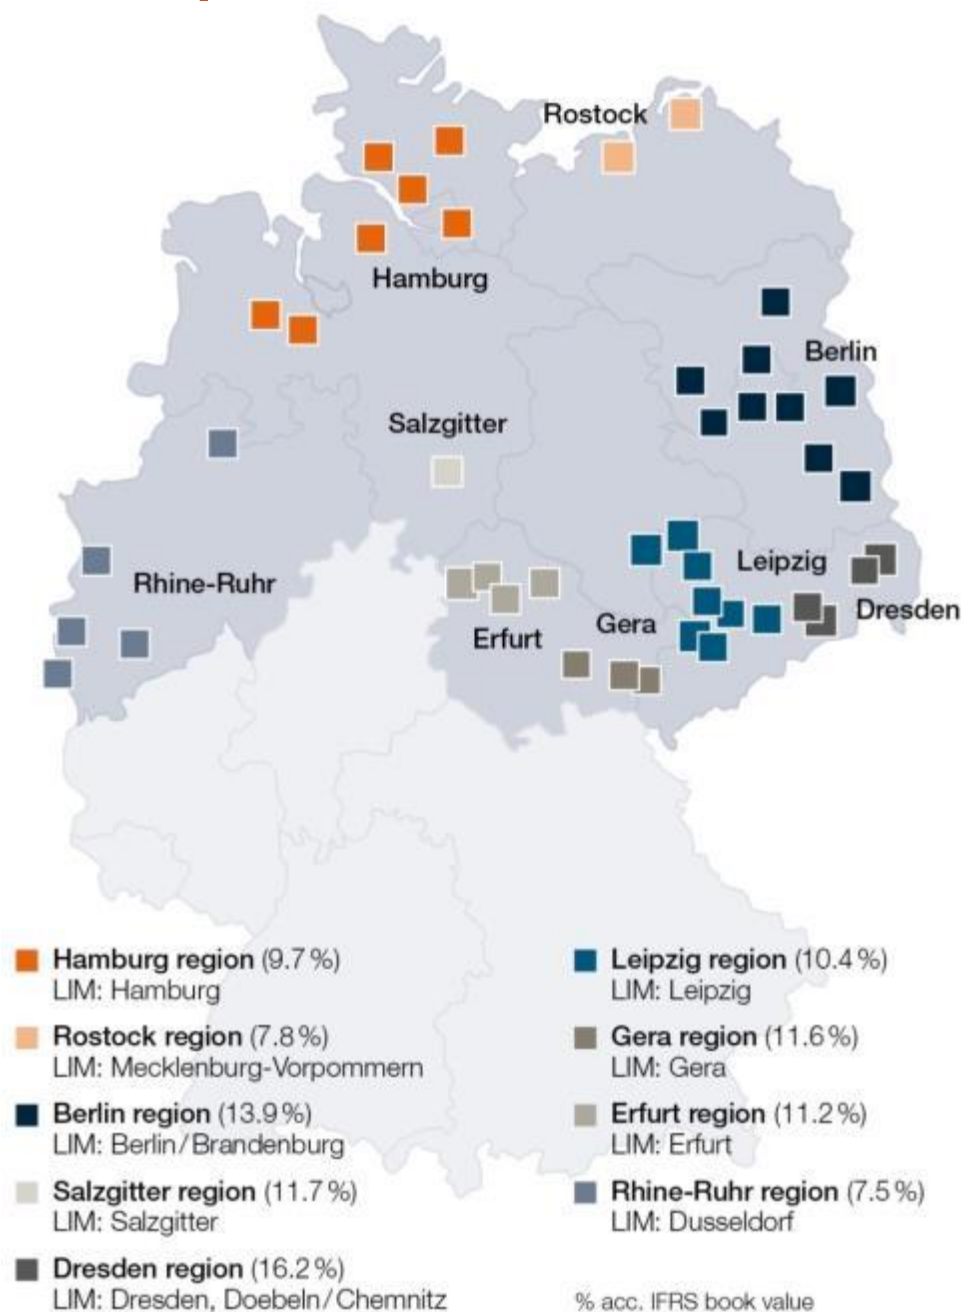 Rostock
Hamburg
Berlin
Salzgitter
Leipzig
Rhine-Ruhr
Dresden
Gera
Erfurt
Hamburg region (9.7%)
LIM: Hamburg
Rostock region (7.8%)
LIM: Mecklenburg-Vorpommern
Berlin region (13.9%)
LIM: Berlin/Brandenburg
Salzgitter region (11.7%)
LIM: Salzgitter
Dresden region (16.2%)
LIM: Dresden, Doebeln/Chemnitz
Leipzig region (10.4%)
LIM: Leipzig
Gera region (11.6%)
LIM: Gera
Erfurt region (11.2%)
LIM: Erfurt
Rhine-Ruhr region (7.5%)
LIM: Dusseldorf
% acc. IFRS book value